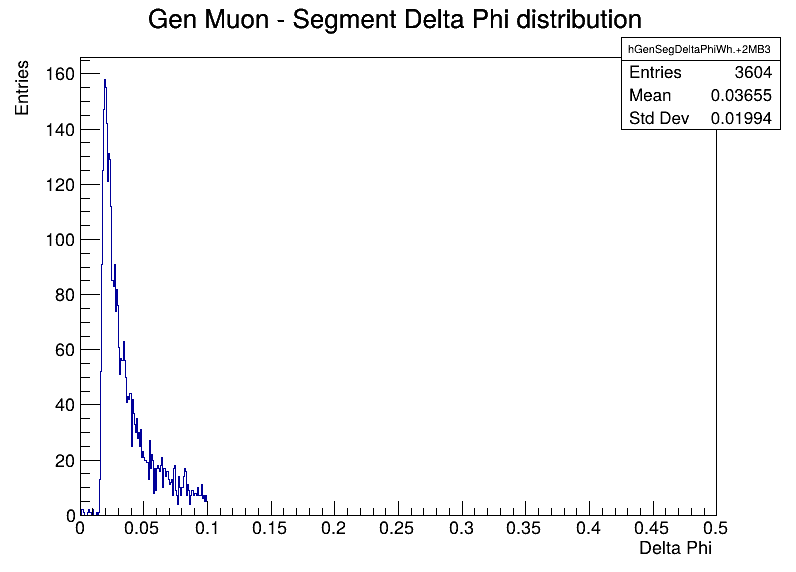 Gen Muon - Segment Delta Phi distribution
hGenSegDeltaPhiWh.+2MB3
Entries 3604
Mean 0.03655
Std Dev 0.01994
Entries
160
140
120
100
80
60
40
20
0
0 0.05 0.1 0.15 0.2 0.25 0.3 0.35 0.4 0.45 0.5
Delta Phi